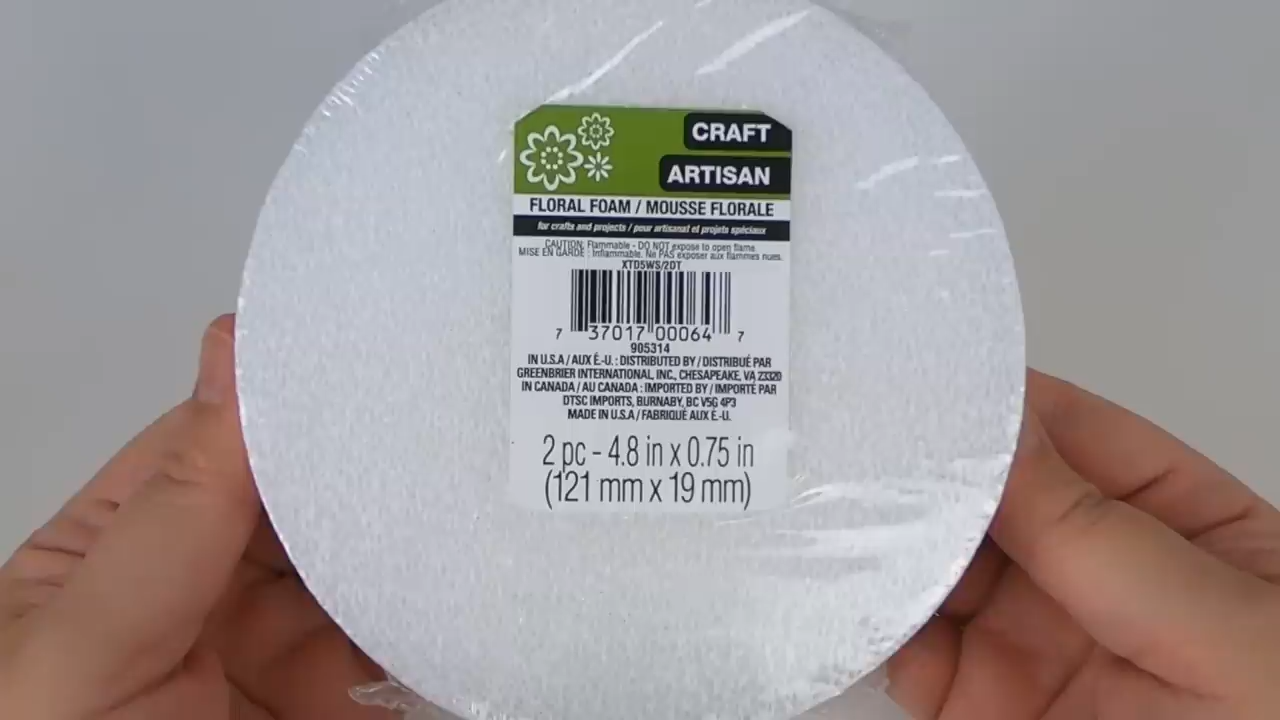 CRAFT
ARTISAN
FLORAL FOAM / MOUSSE FLORALE
for crafts and projects / pour artisanat et projets spéciaux
CAUTION: Flammable - DO NOT expose to open flame.
MISE EN GARDE : Inflammable. Ne PAS exposer aux flammes nues.
XTD5WS/2DT
7 37017 00064 7
905314
IN U.S.A / AUX É.-U. : DISTRIBUTED BY / DISTRIBUÉ PAR
GREENBRIER INTERNATIONAL, INC., CHESAPEAKE, VA 23320
IN CANADA / AU CANADA : IMPORTED BY / IMPORTÉ PAR
DTSC IMPORTS, BURNABY, BC V5G 4P3
MADE IN U.S.A / FABRIQUÉ AUX É.-U.
2 pc - 4.8 in x 0.75 in
(121 mm x 19 mm)